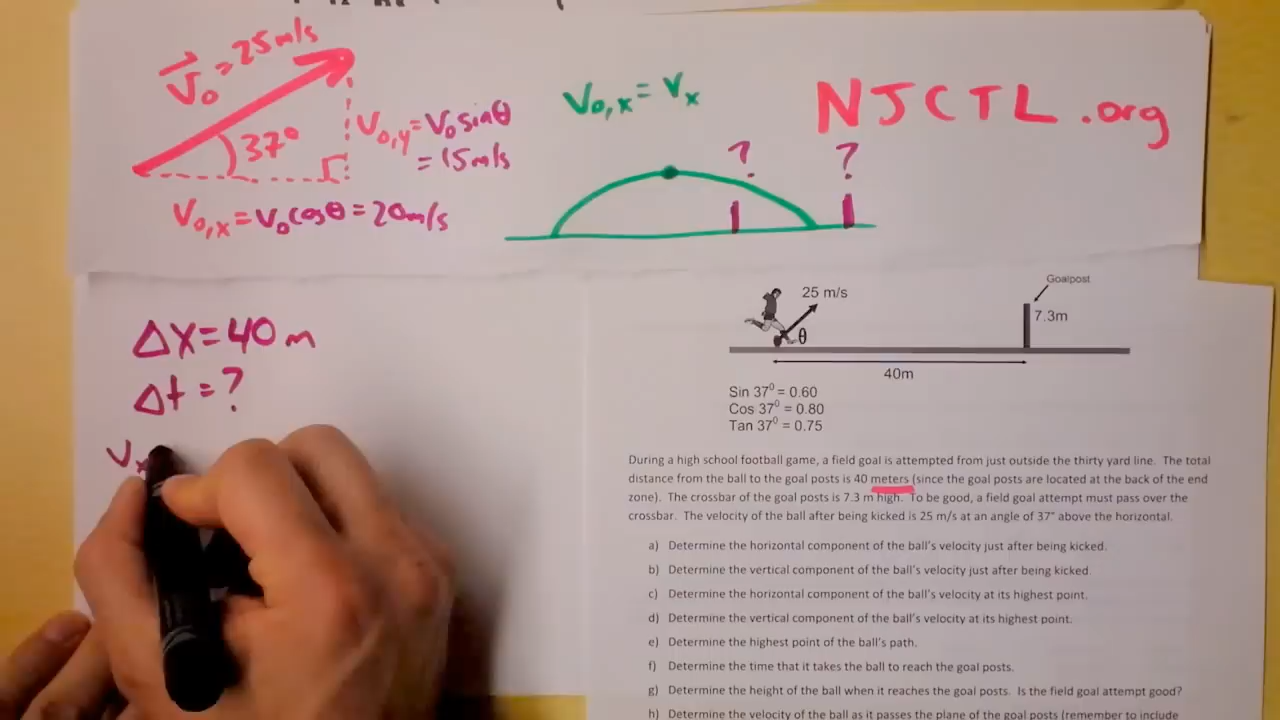 V⃗₀ = 25 m/s
37°
V₀,y = V₀ sinθ
= 15 m/s
V₀,x = V₀ cosθ = 20 m/s
V₀,x = Vx
? ?
NJCTL.org
Δx = 40 m
Δt = ?
Vx
25 m/s
θ
Goalpost
7.3m
40m
Sin 37⁰ = 0.60
Cos 37⁰ = 0.80
Tan 37⁰ = 0.75
During a high school football game, a field goal is attempted from just outside the thirty yard line. The total
distance from the ball to the goal posts is 40 meters (since the goal posts are located at the back of the end
zone). The crossbar of the goal posts is 7.3 m high. To be good, a field goal attempt must pass over the
crossbar. The velocity of the ball after being kicked is 25 m/s at an angle of 37° above the horizontal.
a) Determine the horizontal component of the ball's velocity just after being kicked.
b) Determine the vertical component of the ball's velocity just after being kicked.
c) Determine the horizontal component of the ball's velocity at its highest point.
d) Determine the vertical component of the ball's velocity at its highest point.
e) Determine the highest point of the ball's path.
f) Determine the time that it takes the ball to reach the goal posts.
g) Determine the height of the ball when it reaches the goal posts. Is the field goal attempt good?
h) Determine the velocity of the ball as it passes the plane of the goal posts (remember to include